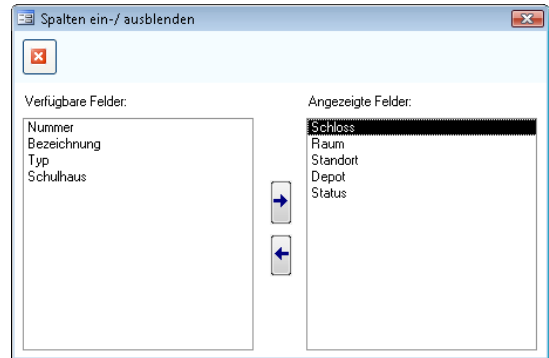 Spalten ein-/ ausblenden
Verfügbare Felder:
Nummer
Bezeichnung
Typ
Schulhaus
Angezeigte Felder:
Schloss
Raum
Standort
Depot
Status